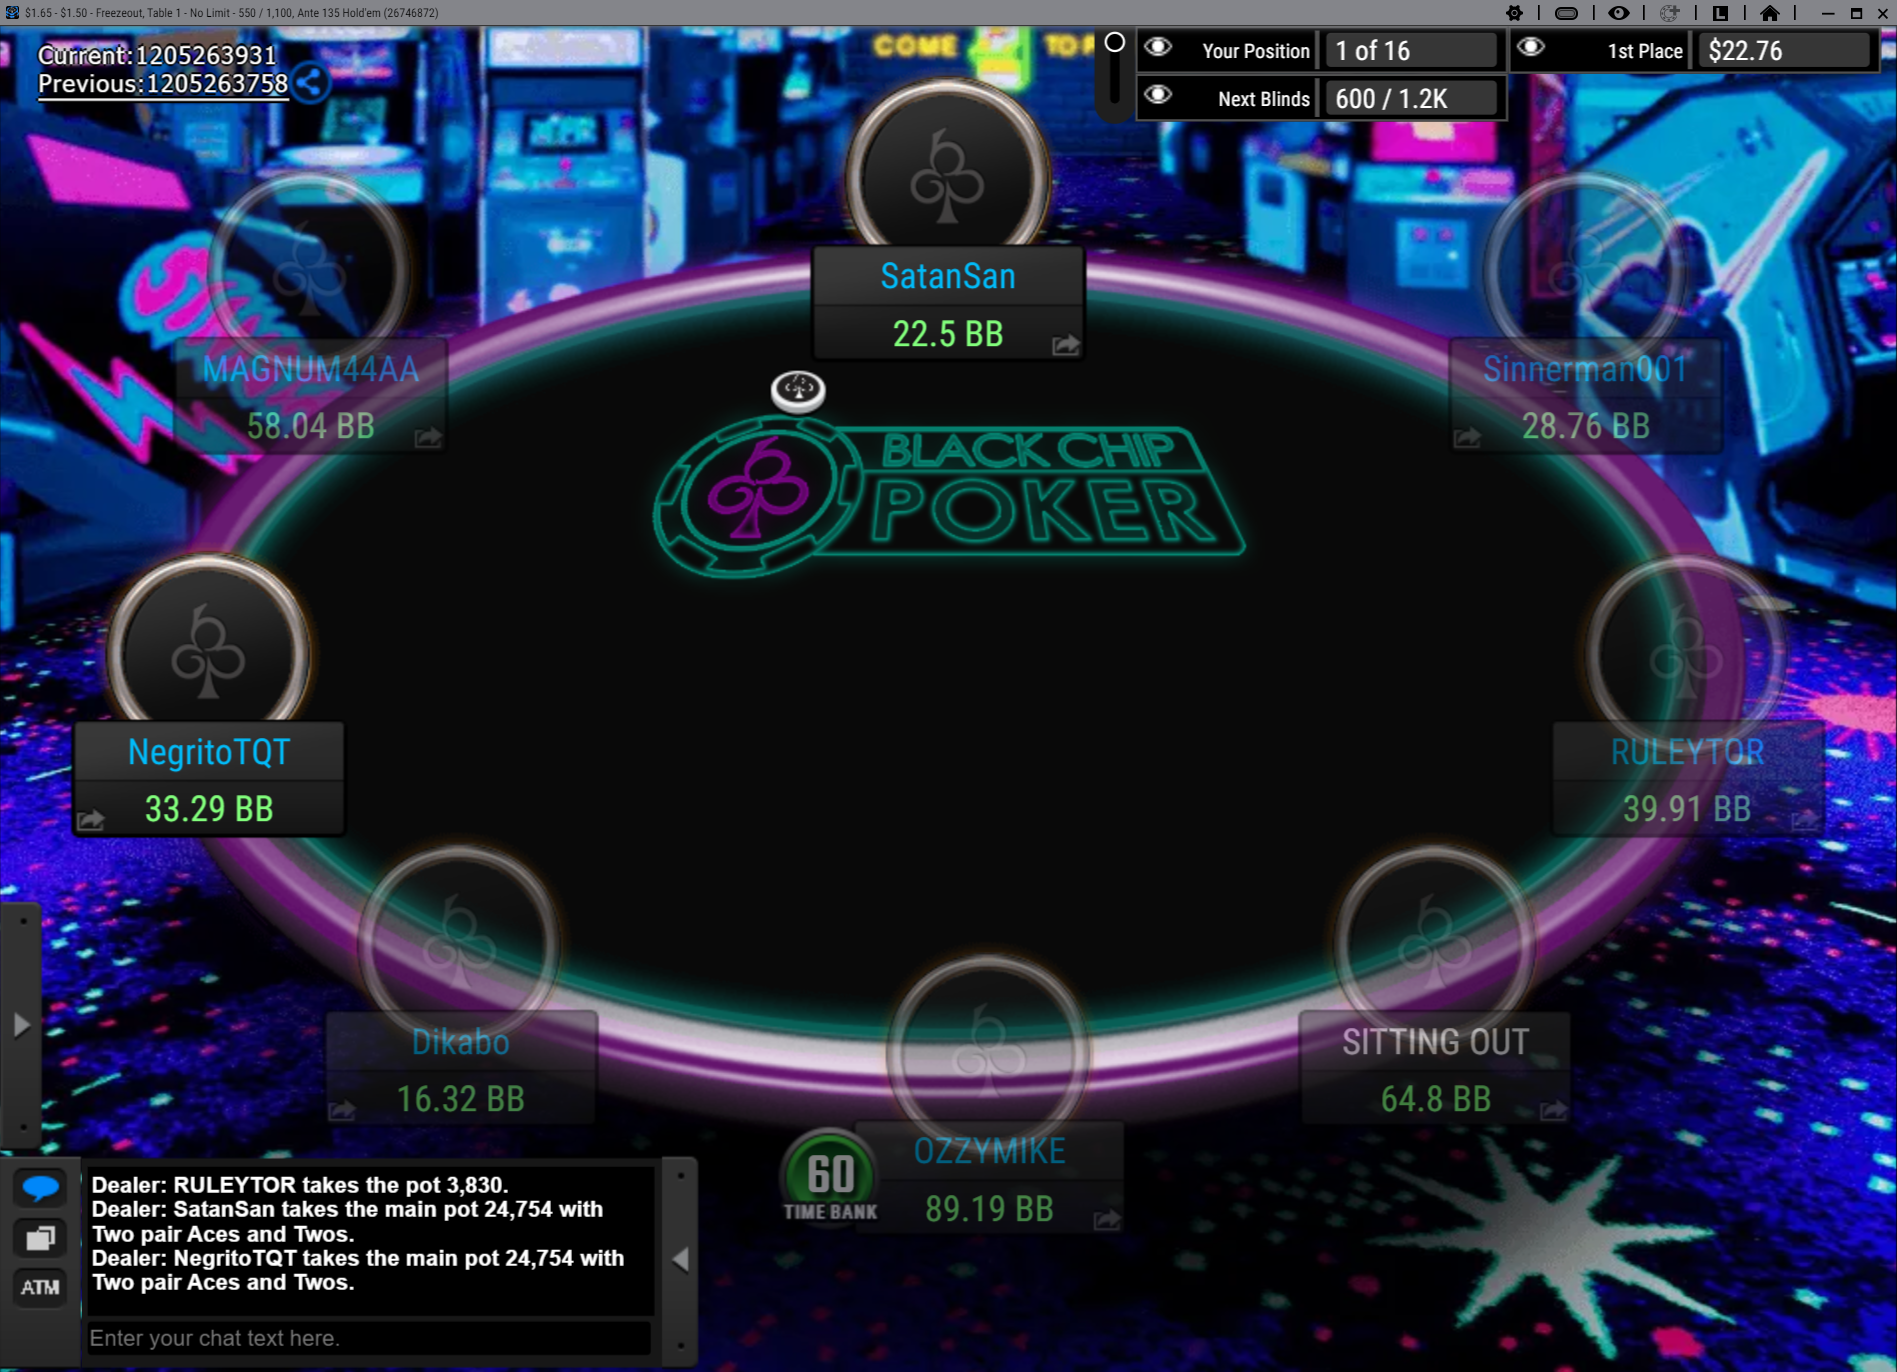 $1.65 - $1.50 - Freezeout, Table 1 - No Limit - 550 / 1,100, Ante 135 Hold'em (26746872)
Current:1205263931
Previous:1205263758
COME
Your Position
1 of 16
1st Place
$22.76
Next Blinds
600 / 1.2K
SatanSan
22.5 BB
MAGNUM44AA
58.04 BB
Sinnerman001
28.76 BB
BLACK CHIP
POKER
NegritoTQT
33.29 BB
RULEYTOR
39.91 BB
Dikabo
16.32 BB
SITTING OUT
64.8 BB
60
TIME BANK
OZZYMIKE
89.19 BB
Dealer: RULEYTOR takes the pot 3,830.
Dealer: SatanSan takes the main pot 24,754 with
Two pair Aces and Twos.
Dealer: NegritoTQT takes the main pot 24,754 with
Two pair Aces and Twos.
ATM
Enter your chat text here.